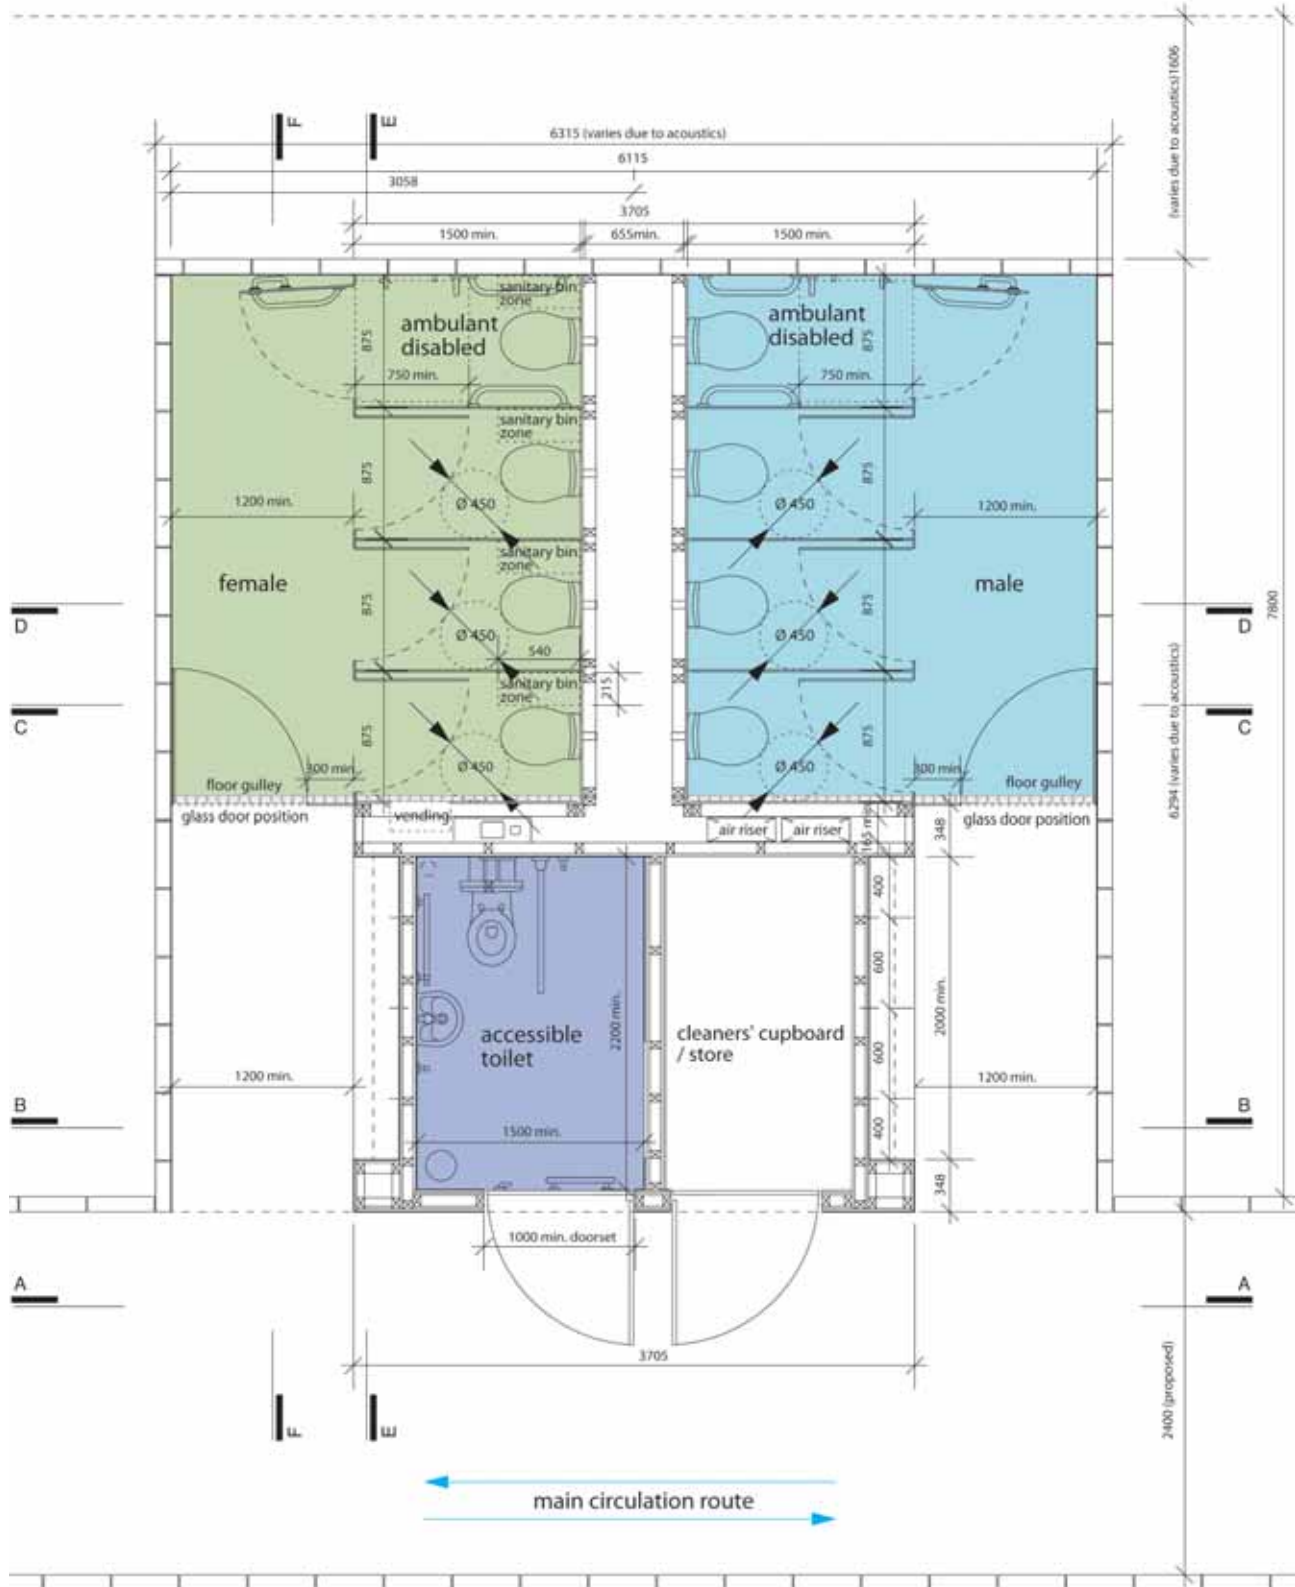 (varies due to acoustics)1606
F
E
6315 (varies due to acoustics)
6115
3058
3705
1500 min.
655min.
1500 min.
sanitary bin
zone
ambulant
disabled
875
750 min.
ambulant
disabled
875
750 min.
sanitary bin
zone
875
Ø 450
1200 min.
875
Ø 450
1200 min.
sanitary bin
zone
female
875
Ø 450
540
875
Ø 450
male
7800
D
D
sanitary bin
zone
215
C
C
875
Ø 450
300 min.
floor gulley
glass door position
875
Ø 450
300 min.
floor gulley
glass door position
6294 (varies due to acoustics)
vending
air riser
air riser
348
400
600
accessible
toilet
2200 min.
cleaners' cupboard
/ store
2000 min.
600
1200 min.
1200 min.
B
B
1500 min.
400
348
1000 min. doorset
A
A
3705
2400 (proposed)
F
E
main circulation route